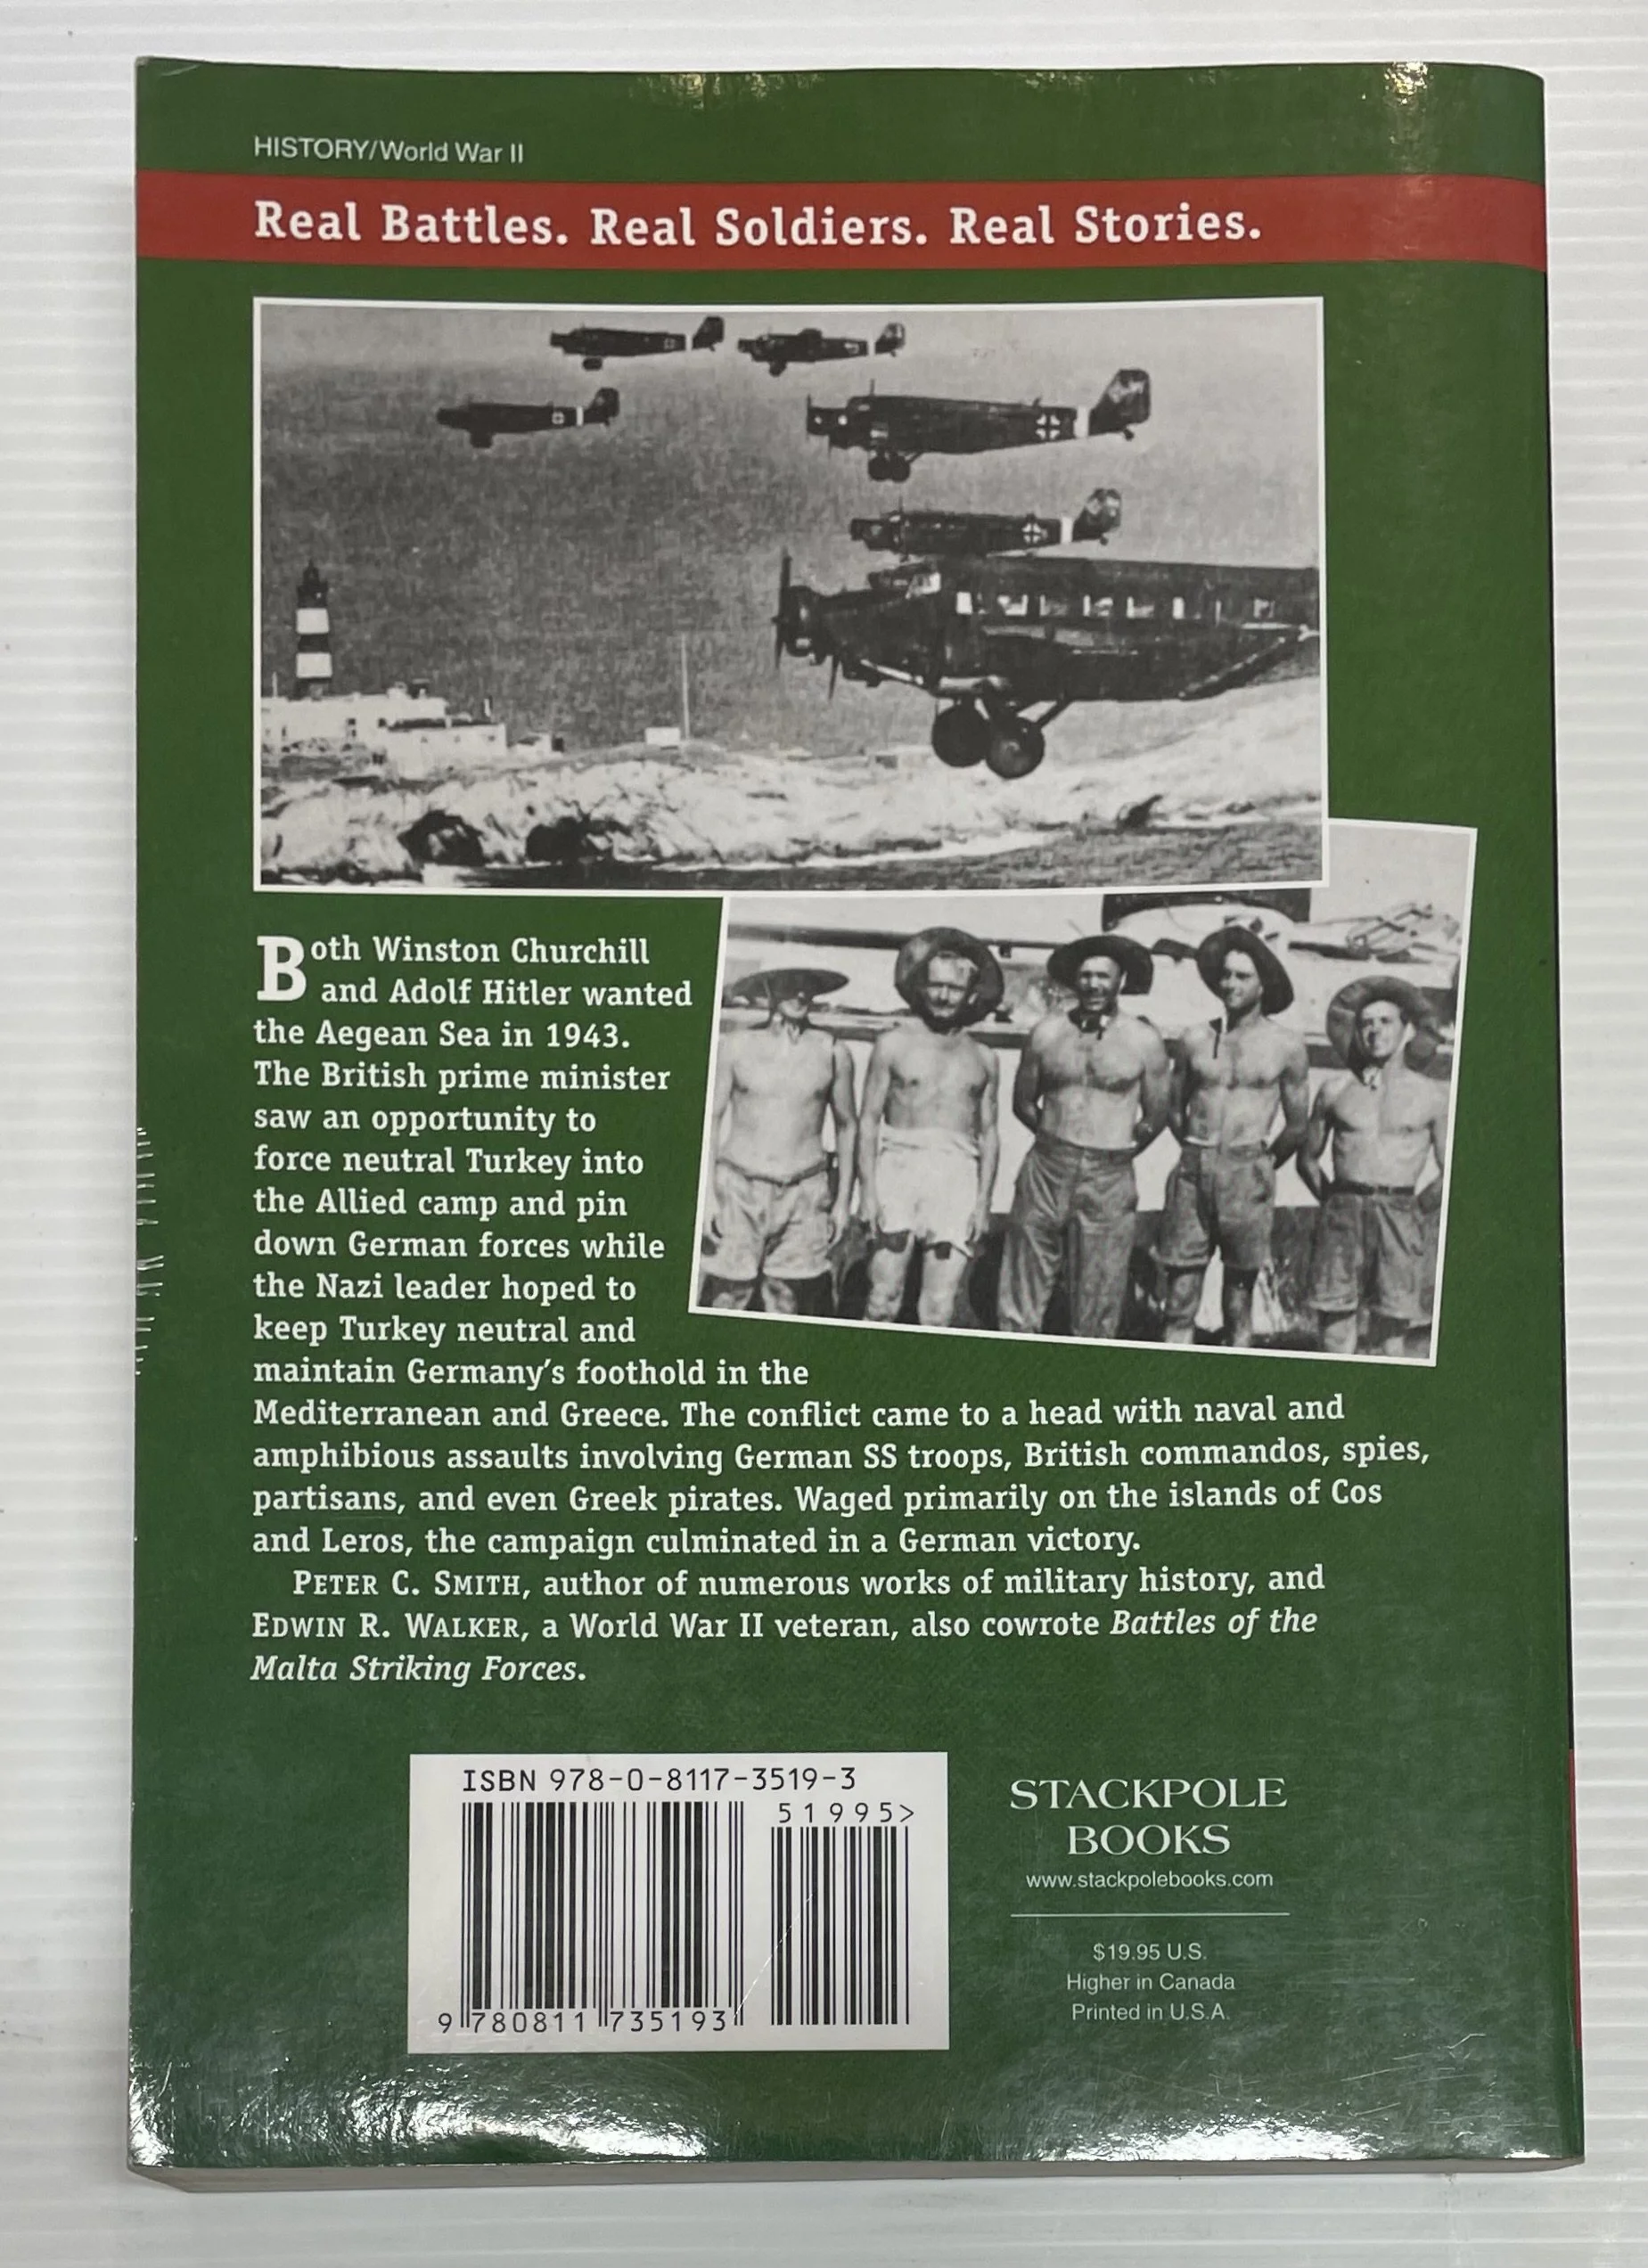 HISTORY/World War II
Real Battles. Real Soldiers. Real Stories.
Both Winston Churchill
and Adolf Hitler wanted
the Aegean Sea in 1943.
The British prime minister
saw an opportunity to
force neutral Turkey into
the Allied camp and pin
down German forces while
the Nazi leader hoped to
keep Turkey neutral and
maintain Germany's foothold in the
Mediterranean and Greece. The conflict came to a head with naval and
amphibious assaults involving German SS troops, British commandos, spies,
partisans, and even Greek pirates. Waged primarily on the islands of Cos
and Leros, the campaign culminated in a German victory.
PETER C. SMITH, author of numerous works of military history, and
EDWIN R. WALKER, a World War II veteran, also cowrote Battles of the
Malta Striking Forces.
ISBN 978-0-8117-3519-3
51995>
9 780811 735193
STACKPOLE
BOOKS
www.stackpolebooks.com
$19.95 U.S.
Higher in Canada
Printed in U.S.A.